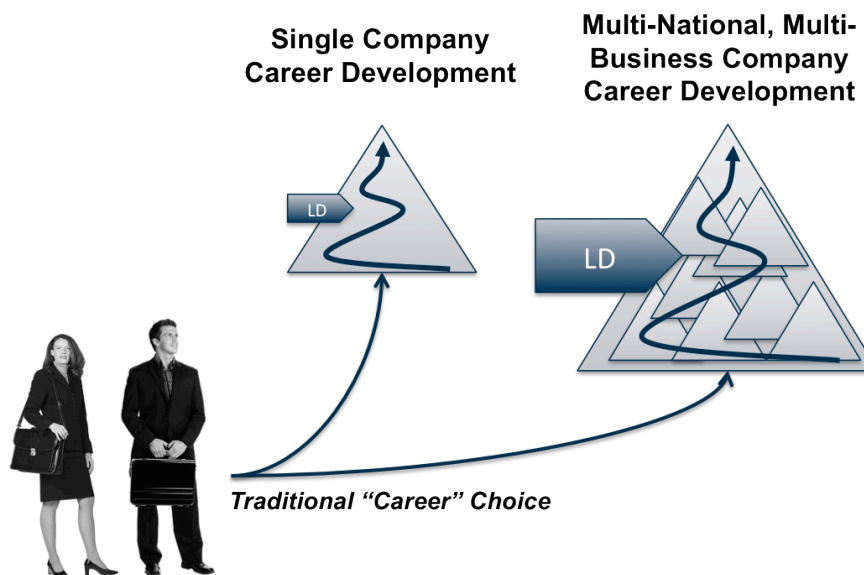 Single Company
Career Development
Multi-National, Multi-
Business Company
Career Development
LD
LD
Traditional “Career” Choice